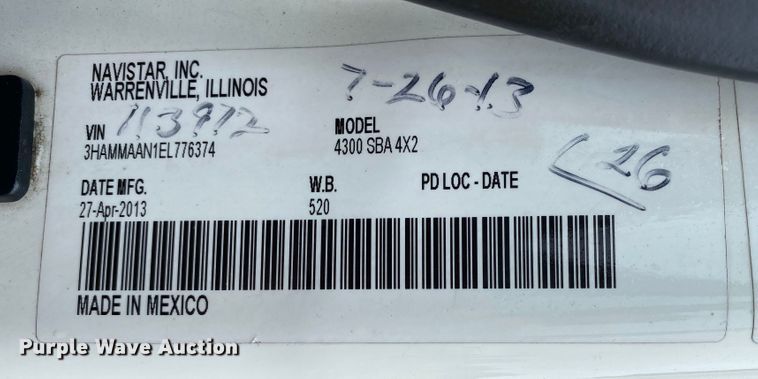 NAVISTAR, INC.
WARRENVILLE, ILLINOIS
7-26-13
VIN 113972 MODEL
3HAMMAAN1EL776374 4300 SBA 4X2
L26
DATE MFG. W.B. PD LOC - DATE
27-Apr-2013 520
MADE IN MEXICO
Purple Wave Auction